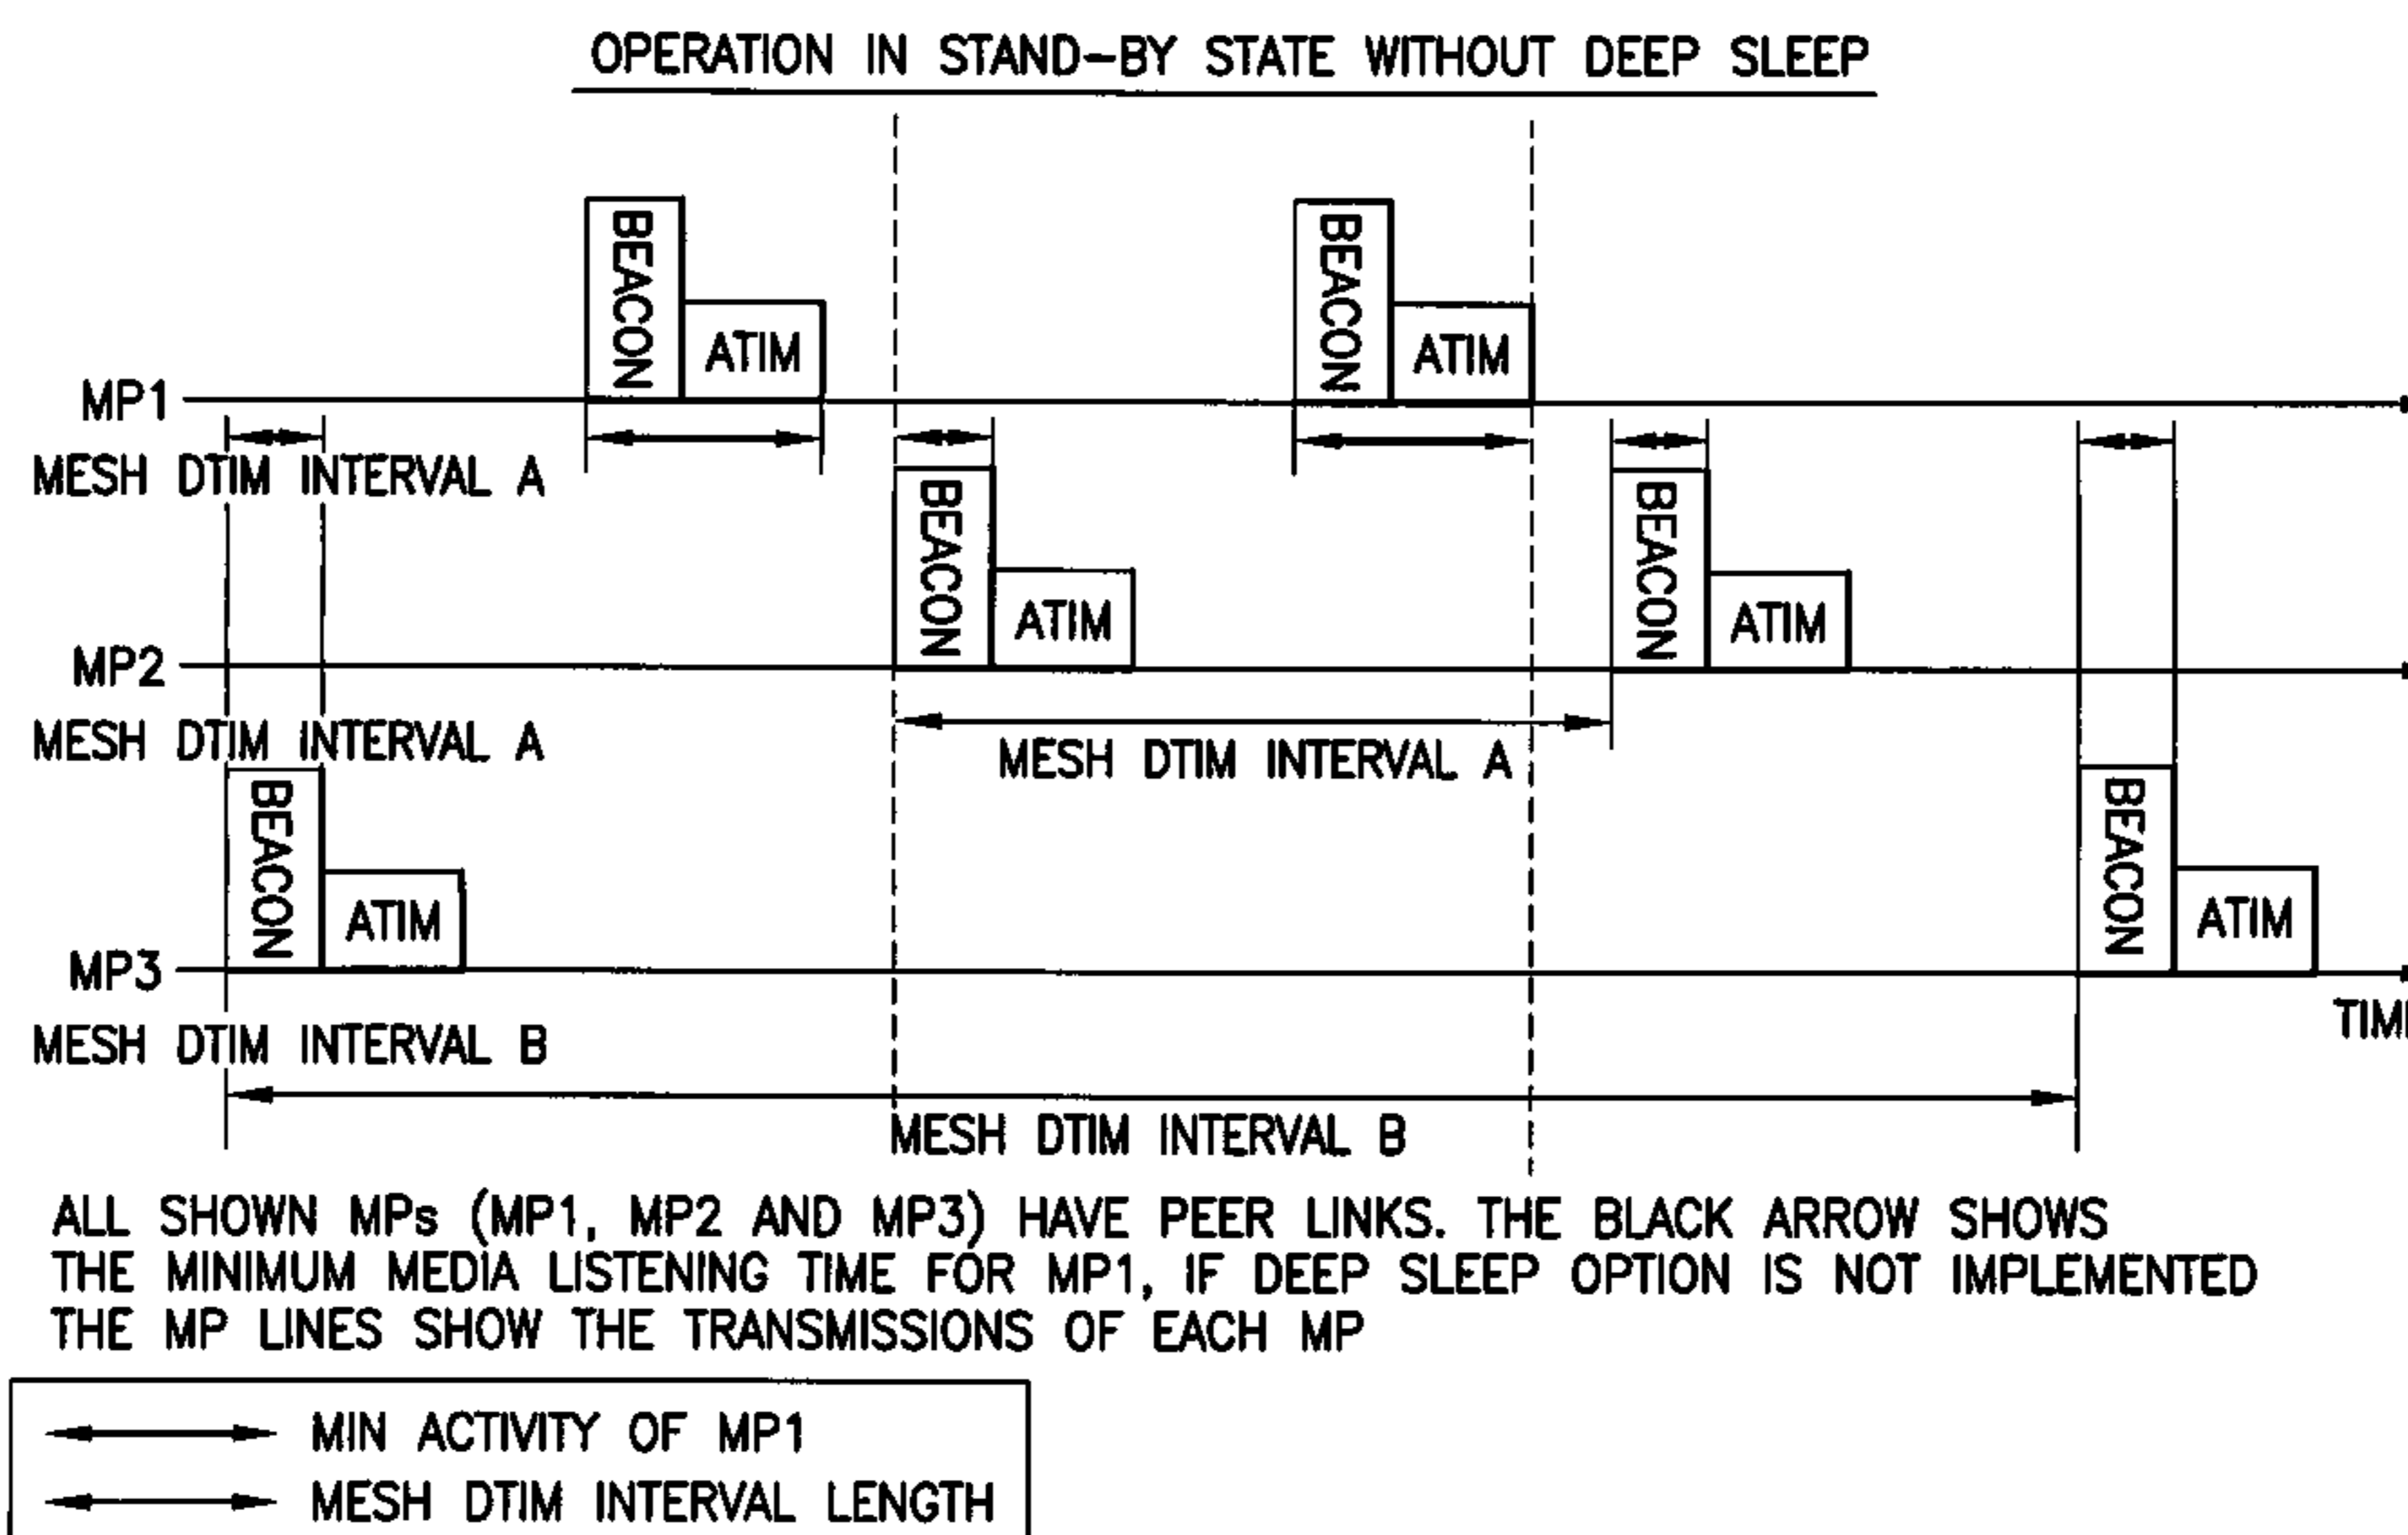 OPERATION IN STAND-BY STATE WITHOUT DEEP SLEEP
BEACON
ATIM
BEACON
ATIM
MP1
MESH DTIM INTERVAL A
BEACON
ATIM
BEACON
ATIM
MP2
MESH DTIM INTERVAL A
MESH DTIM INTERVAL A
BEACON
ATIM
BEACON
ATIM
MP3
TIM
MESH DTIM INTERVAL B
MESH DTIM INTERVAL B
ALL SHOWN MPs (MP1, MP2 AND MP3) HAVE PEER LINKS. THE BLACK ARROW SHOWS
THE MINIMUM MEDIA LISTENING TIME FOR MP1, IF DEEP SLEEP OPTION IS NOT IMPLEMENTED
THE MP LINES SHOW THE TRANSMISSIONS OF EACH MP
MIN ACTIVITY OF MP1
MESH DTIM INTERVAL LENGTH